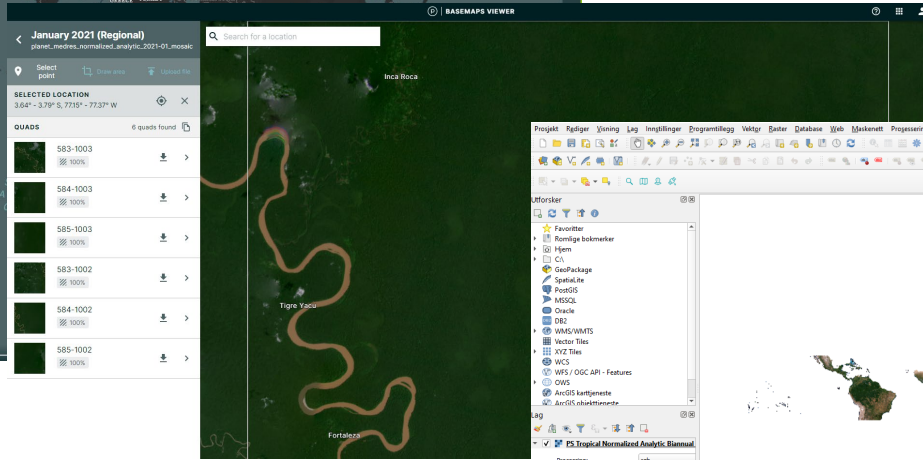 BASEMAPS VIEWER
January 2021 (Regional)
planet_medres_normalized_analytic_2021-01_mosaic
Select point
Draw area
Upload file
SELECTED LOCATION
3.64° - 3.79° S, 77.15° - 77.37° W
QUADS 6 quads found
583-1003
100%
584-1003
100%
585-1003
100%
583-1002
100%
584-1002
100%
585-1002
100%
Search for a location
Inca Roca
Tigre Yacu
Fortaleza
Prosjekt Rediger Visning Lag Innstillinger Programtillegg Vektor Raster Database Web Maskenett Prosesserin
Utforsker
Favoritter
Romlige bokmerker
Hjem
C:\
GeoPackage
SpatiaLite
PostGIS
MSSQL
Oracle
DB2
WMS/WMTS
Vector Tiles
XYZ Tiles
WCS
WFS / OGC API - Features
OWS
ArcGIS karttjeneste
ArcGIS objekttjeneste
Lag
PS Tropical Normalized Analytic Biannual